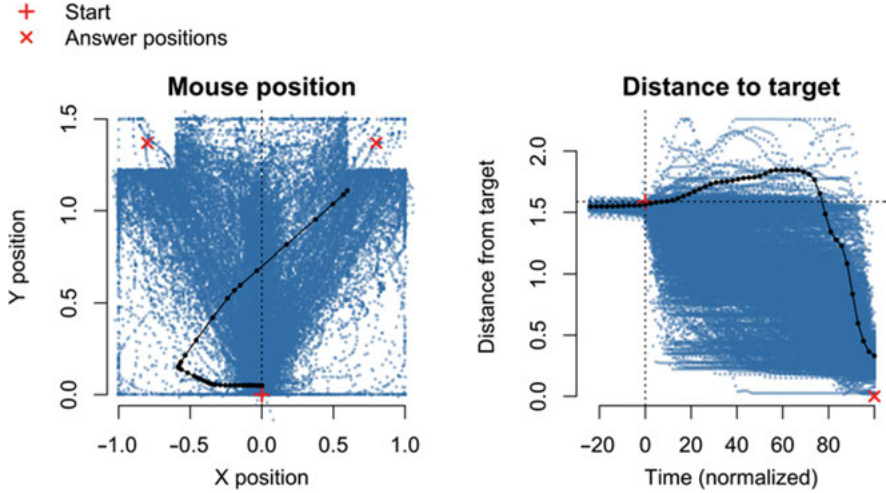 Start
Answer positions
Mouse position
Y position
0.0 0.5 1.0 1.5
−1.0 −0.5 0.0 0.5 1.0
X position
Distance to target
Distance from target
0.0 0.5 1.0 1.5 2.0
−20 0 20 40 60 80
Time (normalized)